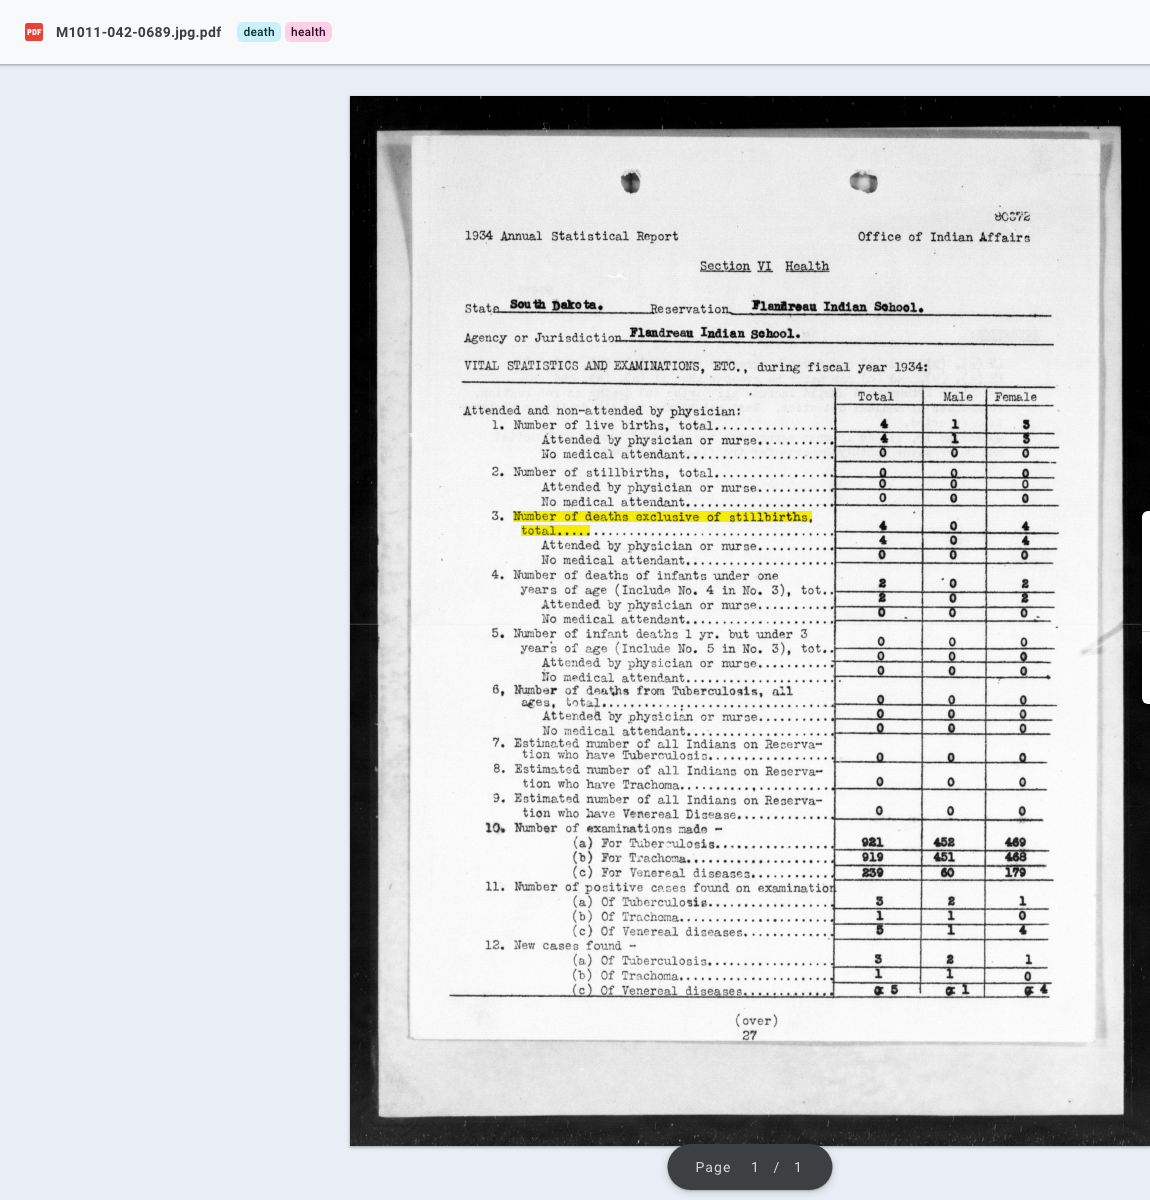 PDF M1011-042-0689.jpg.pdf death health
1934 Annual Statistical Report Office of Indian Affairs
Section VI Health
State South Dakota. Reservation Flandreau Indian School.
Agency or Jurisdiction Flandreau Indian School.
VITAL STATISTICS AND EXAMINATIONS, ETC., during fiscal year 1934:
Total Male Female
Attended and non-attended by physician:
1. Number of live births, total................. 4 1 3
Attended by physician or nurse........... 4 1 3
No medical attendant..................... 0 0 0
2. Number of stillbirths, total................. 0 0 0
Attended by physician or nurse........... 0 0 0
No medical attendant..................... 0 0 0
3. Number of deaths exclusive of stillbirths,
total....................................... 4 0 4
Attended by physician or nurse........... 4 0 4
No medical attendant..................... 0 0 0
4. Number of deaths of infants under one
years of age (Include No. 4 in No. 3), tot.. 2 0 2
Attended by physician or nurse........... 2 0 2
No medical attendant..................... 0 0 0
5. Number of infant deaths 1 yr. but under 3
years of age (Include No. 5 in No. 3), tot.. 0 0 0
Attended by physician or nurse........... 0 0 0
No medical attendant..................... 0 0 0
6, Number of deaths from Tuberculosis, all
ages, total................................. 0 0 0
Attended by physician or nurse........... 0 0 0
No medical attendant..................... 0 0 0
7. Estimated number of all Indians on Reserva-
tion who have Tuberculosis.................. 0 0 0
8. Estimated number of all Indians on Reserva-
tion who have Trachoma...................... 0 0 0
9. Estimated number of all Indians on Reserva-
tion who have Venereal Disease.............. 0 0 0
10. Number of examinations made -
(a) For Tuberculosis................. 921 452 469
(b) For Trachoma..................... 919 451 468
(c) For Venereal diseases............ 239 60 179
11. Number of positive cases found on examination
(a) Of Tuberculosis.................. 3 2 1
(b) Of Trachoma...................... 1 1 0
(c) Of Venereal diseases............. 5 1 4
12. New cases found -
(a) Of Tuberculosis.................. 3 2 1
(b) Of Trachoma...................... 1 1 0
(c) Of Venereal diseases............. 5 1 4
(over)
27
Page 1 / 1